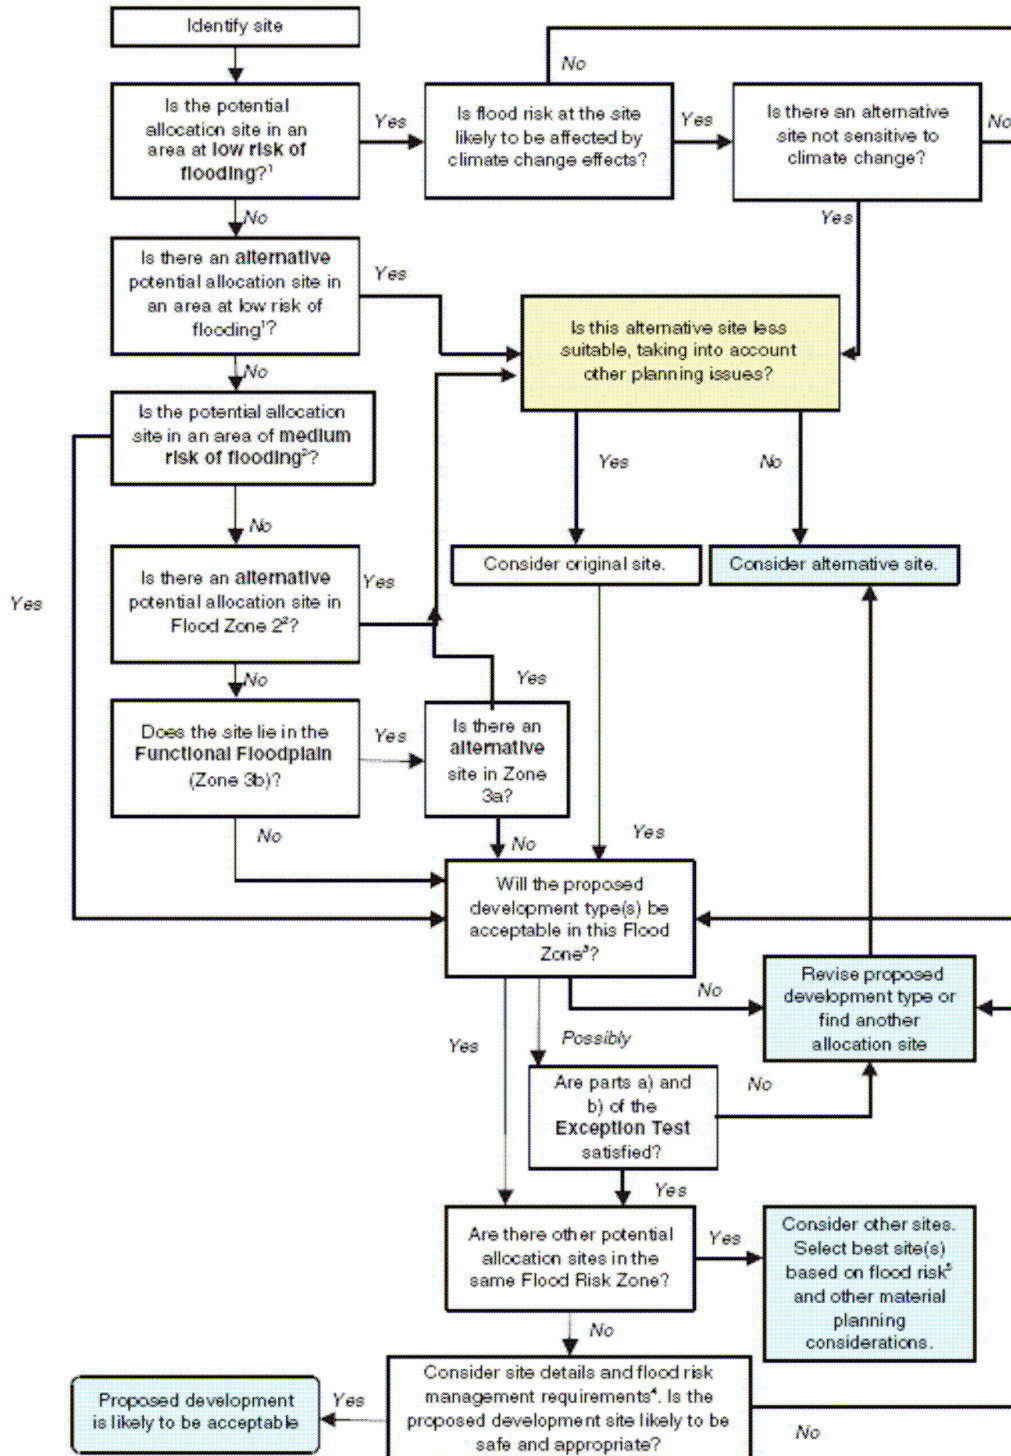 Identify site
No
Is the potential
allocation site in an
area at low risk of
flooding?¹
Yes
Is flood risk at the site
likely to be affected by
climate change effects?
Yes
Is there an alternative
site not sensitive to
climate change?
No
No
Yes
Is there an alternative
potential allocation site in
an area at low risk of
flooding¹?
Yes
Is this alternative site less
suitable, taking into account
other planning issues?
No
Is the potential allocation
site in an area of medium
risk of flooding²?
Yes
No
No
Consider original site.
Consider alternative site.
Is there an alternative
potential allocation site in
Flood Zone 2²?
Yes
Yes
No
Yes
Does the site lie in the
Functional Floodplain
(Zone 3b)?
Yes
Is there an
alternative
site in Zone
3a?
No
No
Yes
Will the proposed
development type(s) be
acceptable in this Flood
Zone³?
No
Revise proposed
development type or
find another
allocation site
Yes
Possibly
Are parts a) and
b) of the
Exception Test
satisfied?
No
Yes
Are there other potential
allocation sites in the
same Flood Risk Zone?
Yes
Consider other sites.
Select best site(s)
based on flood risk⁵
and other material
planning
considerations.
No
Consider site details and flood risk
management requirements⁴. Is the
proposed development site likely to be
safe and appropriate?
Yes
Proposed development
is likely to be acceptable
No